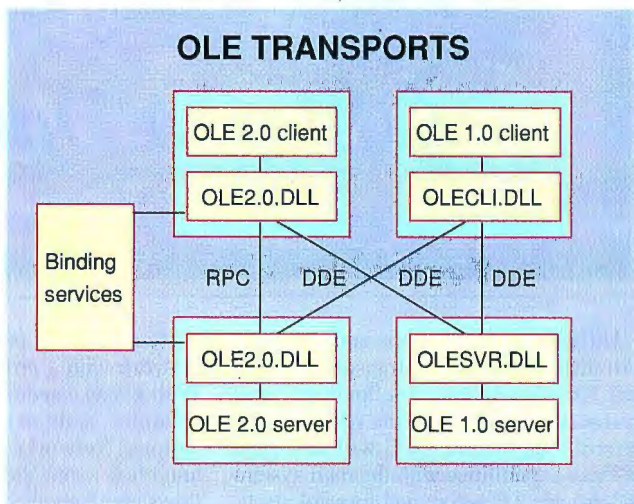 OLE TRANSPORTS
OLE 2.0 client
OLE 1.0 client
OLE2.0.DLL
OLECLI.DLL
Binding
services
RPC
DDE
DDE
DDE
OLE2.0.DLL
OLESVR.DLL
OLE 2.0 server
OLE 1.0 server